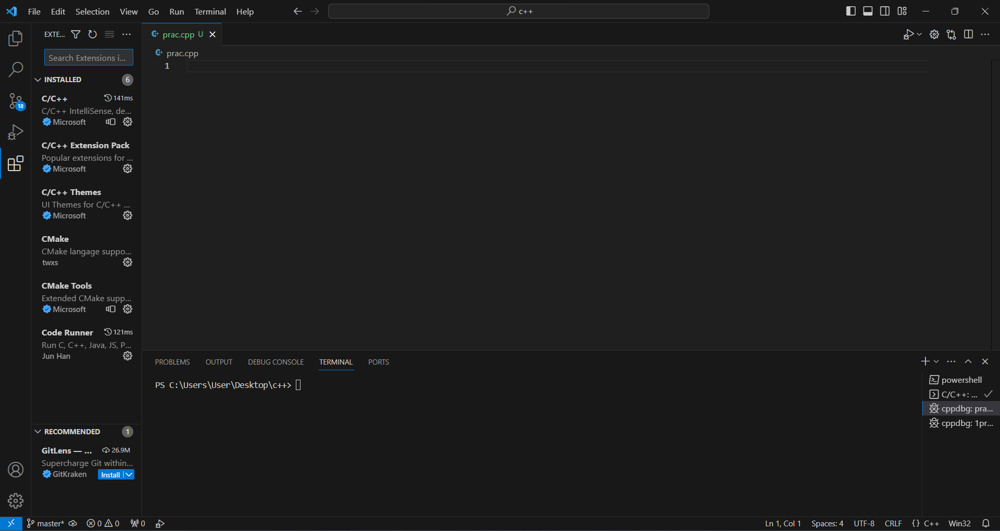 File Edit Selection View Go Run Terminal Help
c++
EXTE...
Search Extensions i...
INSTALLED 6
C/C++ 141ms
C/C++ IntelliSense, de...
Microsoft
C/C++ Extension Pack
Popular extensions for ...
Microsoft
C/C++ Themes
UI Themes for C/C++ ...
Microsoft
CMake
CMake langage suppo...
twxs
CMake Tools
Extended CMake supp...
Microsoft
Code Runner 121ms
Run C, C++, Java, JS, P...
Jun Han
RECOMMENDED 1
GitLens — ... 26.9M
Supercharge Git within...
GitKraken Install
18
prac.cpp U
prac.cpp
1
PROBLEMS OUTPUT DEBUG CONSOLE TERMINAL PORTS
PS C:\Users\User\Desktop\c++>
powershell
C/C++: ...
cppdbg: pra...
cppdbg: 1pr...
master* 0 0 0
Ln 1, Col 1 Spaces: 4 UTF-8 CRLF {} C++ Win32